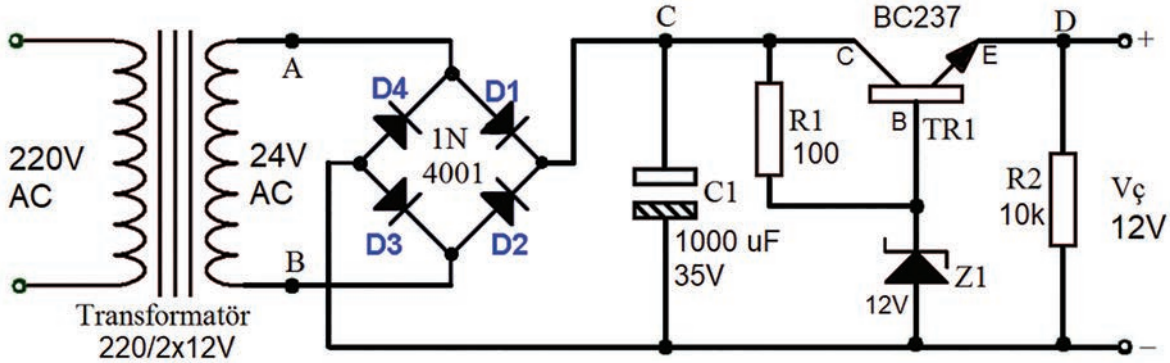 220V
AC
Transformatör
220/2x12V
24V
AC
A
B
D4
D1
1N
4001
D3
D2
C
C1
1000 uF
35V
R1
100
BC237
C
E
B
TR1
12V
Z1
D
R2
10k
+
Vç
12V
–